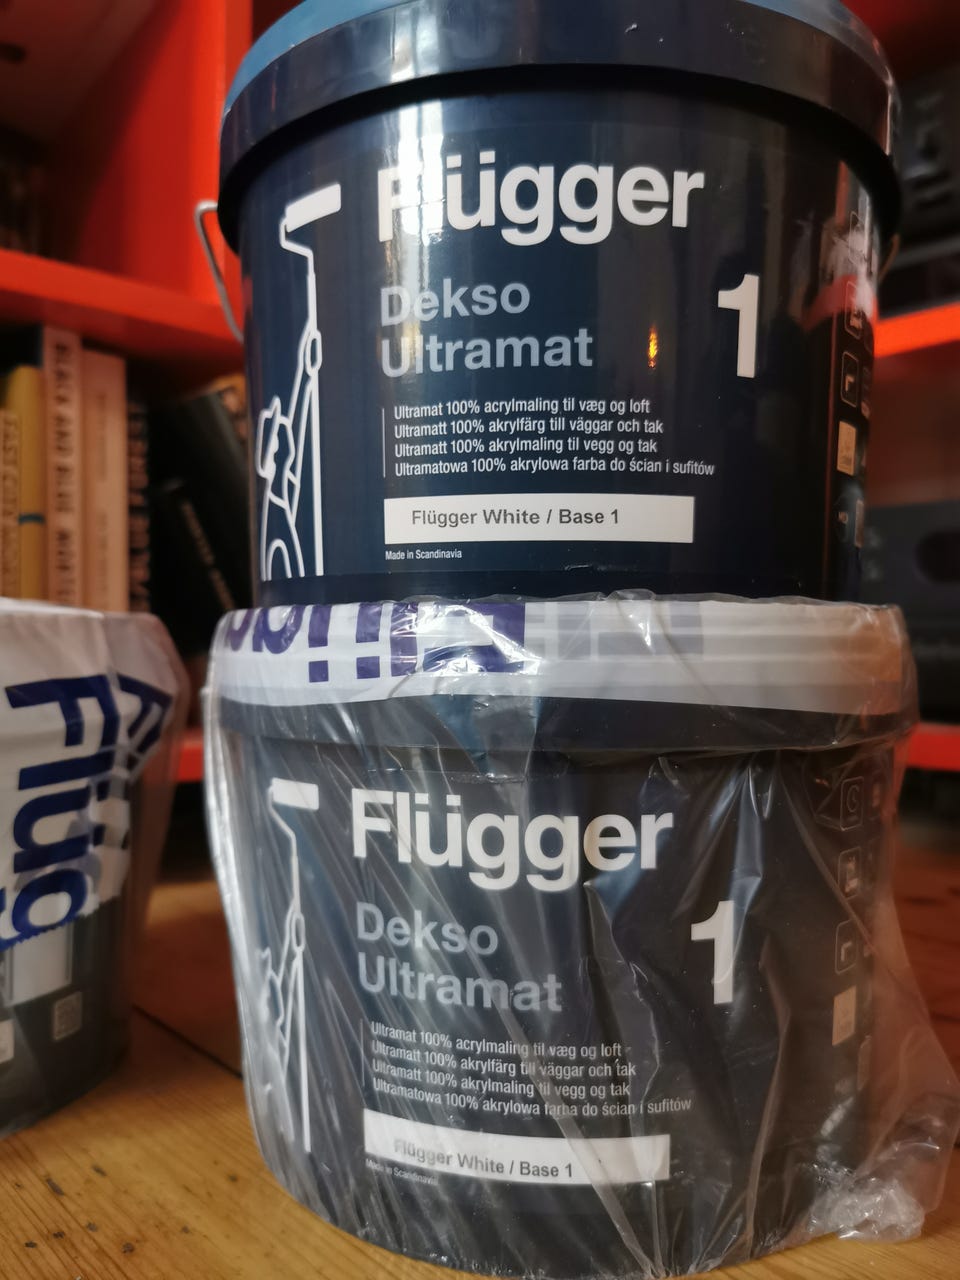 Flügger
Dekso
Ultramat
1
Ultramat 100% acrylmaling til væg og loft
Ultramatt 100% akrylfärg till väggar och tak
Ultramatt 100% akrylmaling til vegg og tak
Ultramatowa 100% akrylowa farba do ścian i sufitów
Flügger White / Base 1
Made in Scandinavia
Flügger
Dekso
Ultramat
1
Ultramat 100% acrylmaling til væg og loft
Ultramatt 100% akrylfärg till väggar och tak
Ultramatt 100% akrylmaling til vegg og tak
Ultramatowa 100% akrylowa farba do ścian i sufitów
Flügger White / Base 1
Made in Scandinavia
Flüg
BLACK AND BLUE